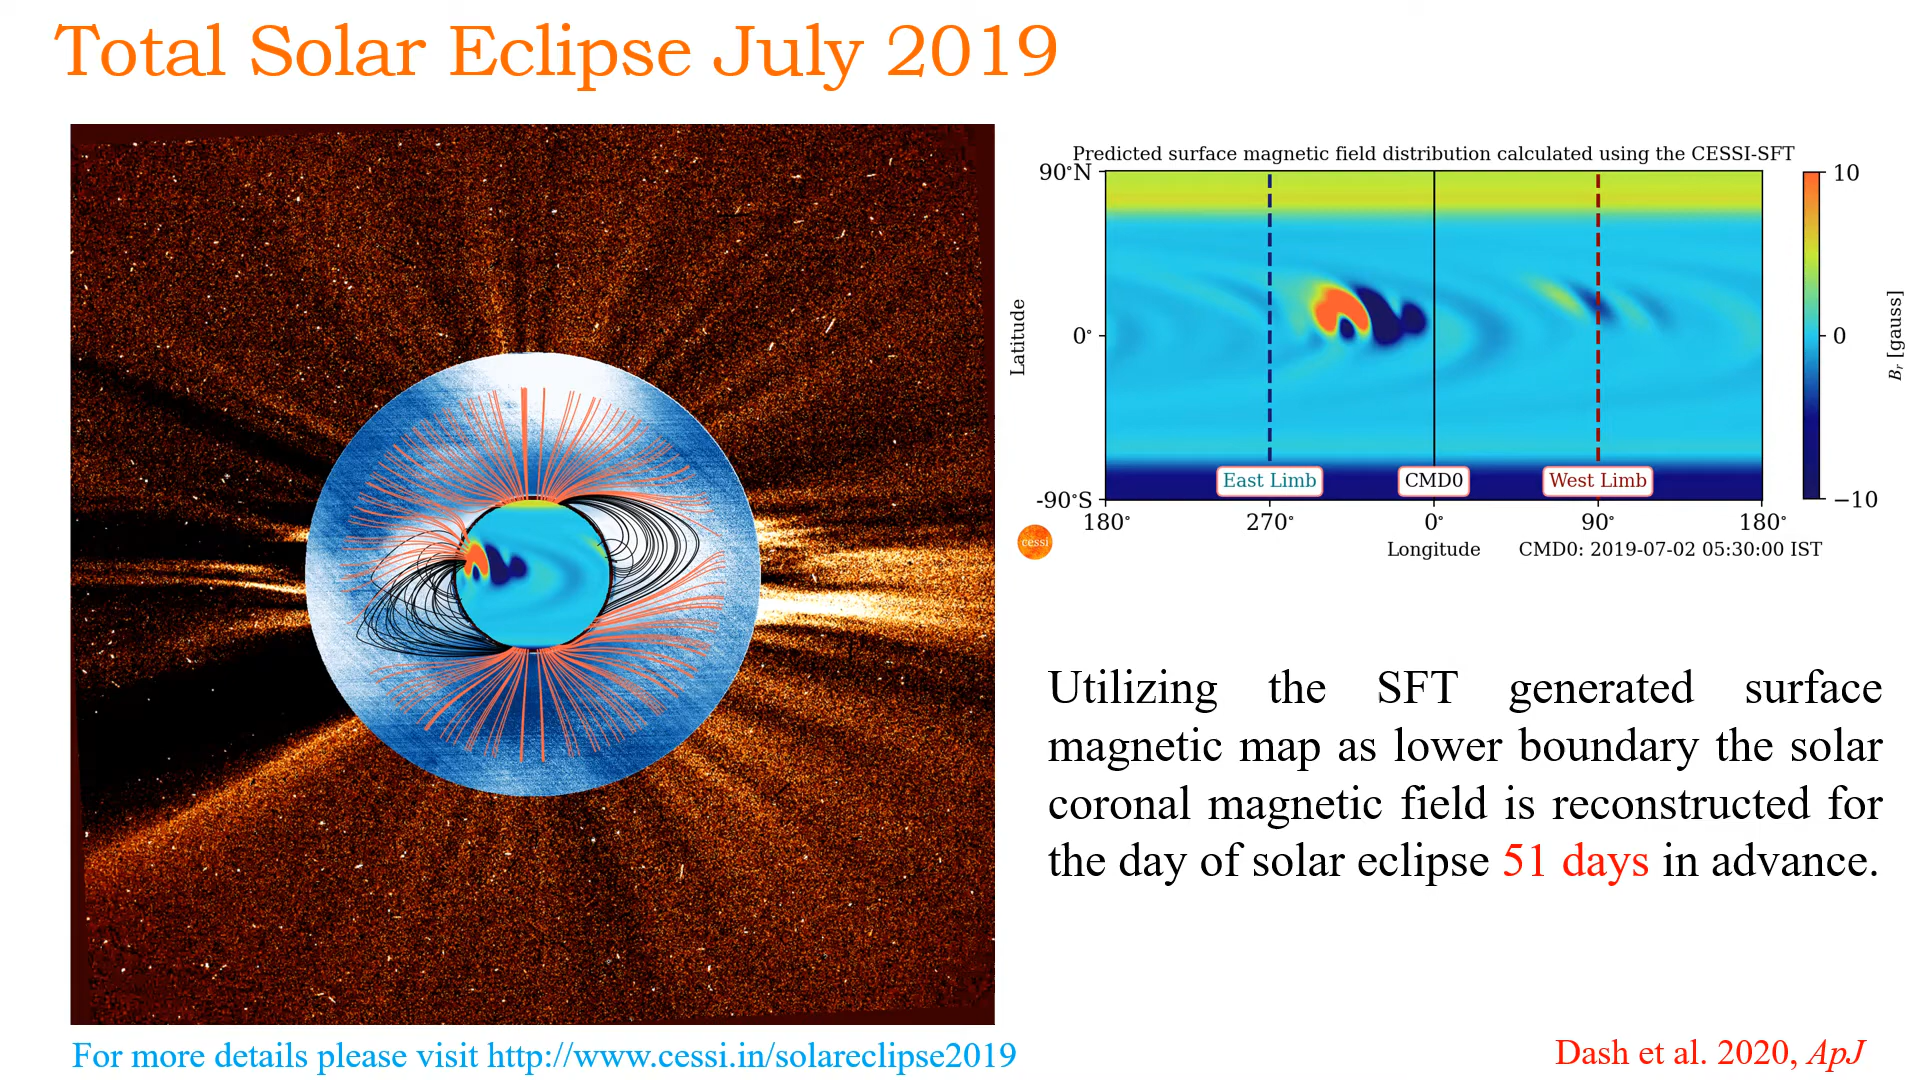 Total Solar Eclipse July 2019
Predicted surface magnetic field distribution calculated using the CESSI-SFT
90°N
0°
-90°S
Latitude
East Limb
CMD0
West Limb
180°
270°
0°
90°
180°
Longitude
CMD0: 2019-07-02 05:30:00 IST
10
0
−10
Br [gauss]
cessi
Utilizing the SFT generated surface
magnetic map as lower boundary the solar
coronal magnetic field is reconstructed for
the day of solar eclipse 51 days in advance.
For more details please visit http://www.cessi.in/solareclipse2019
Dash et al. 2020, ApJ